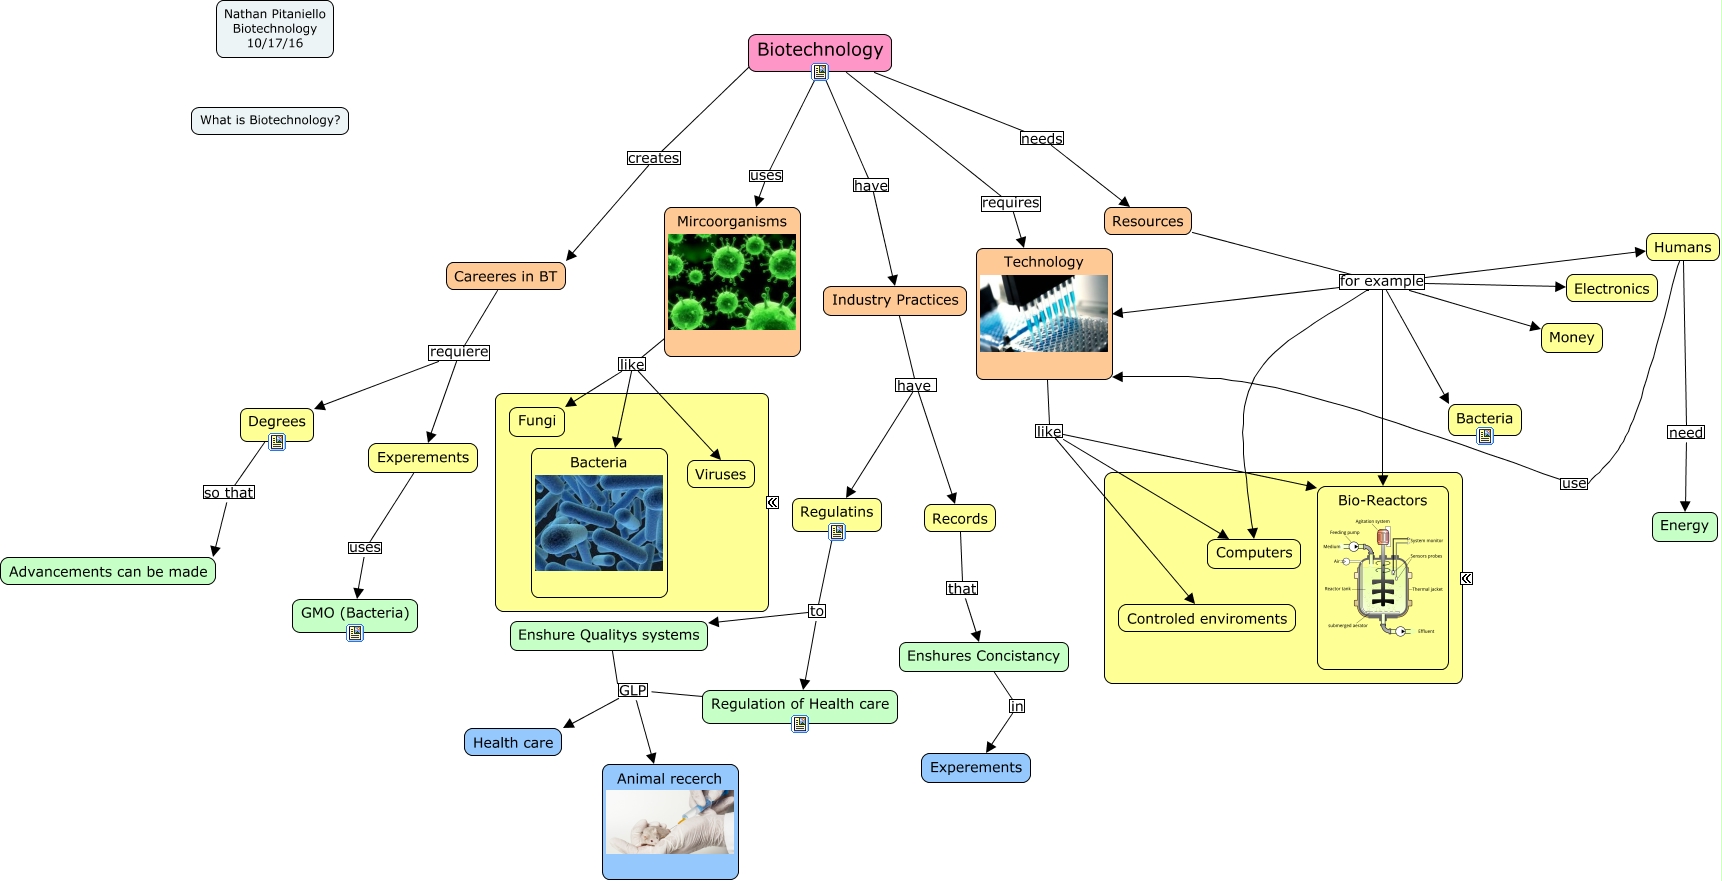 Nathan Pitaniello
Biotechnology
10/17/16
What is Biotechnology?
Biotechnology
creates
uses
have
requires
needs
Careeres in BT
Mircoorganisms
Industry Practices
Technology
Resources
for example
Humans
Electronics
Money
Bacteria
need
use
Energy
requiere
Degrees
Experements
so that
uses
Advancements can be made
GMO (Bacteria)
like
Fungi
Bacteria
Viruses
have
Regulatins
Records
to
that
Enshure Qualitys systems
Regulation of Health care
Enshures Concistancy
GLP
in
Health care
Animal recerch
Experements
like
Computers
Controled enviroments
Bio-Reactors
Agitation system
Feeding pump
System monitor
Medium
Sensors probes
Air
Reactor tank
Thermal jacket
submerged aerator
Effluent